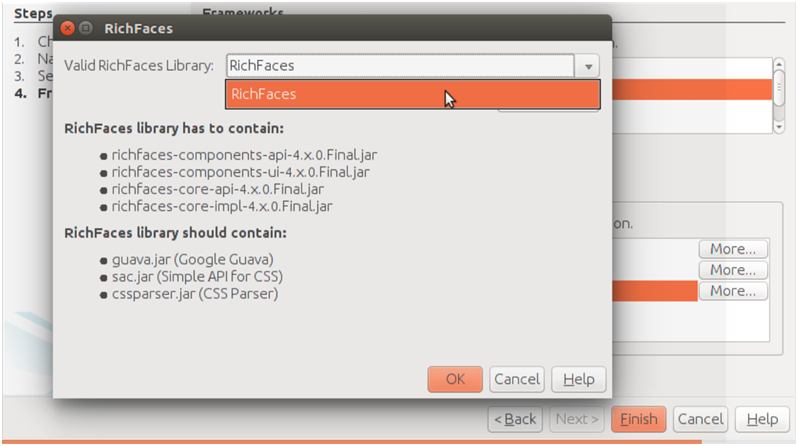 Steps
Frameworks
RichFaces
1. Ch
2. Na
3. Se
4. Fr
n.
Valid RichFaces Library: RichFaces
RichFaces
RichFaces library has to contain:
richfaces-components-api-4.x.0.Final.jar
richfaces-components-ui-4.x.0.Final.jar
richfaces-core-api-4.x.0.Final.jar
richfaces-core-impl-4.x.0.Final.jar
RichFaces library should contain:
guava.jar (Google Guava)
sac.jar (Simple API for CSS)
cssparser.jar (CSS Parser)
on.
More...
More...
More...
OK Cancel Help
< Back Next > Finish Cancel Help